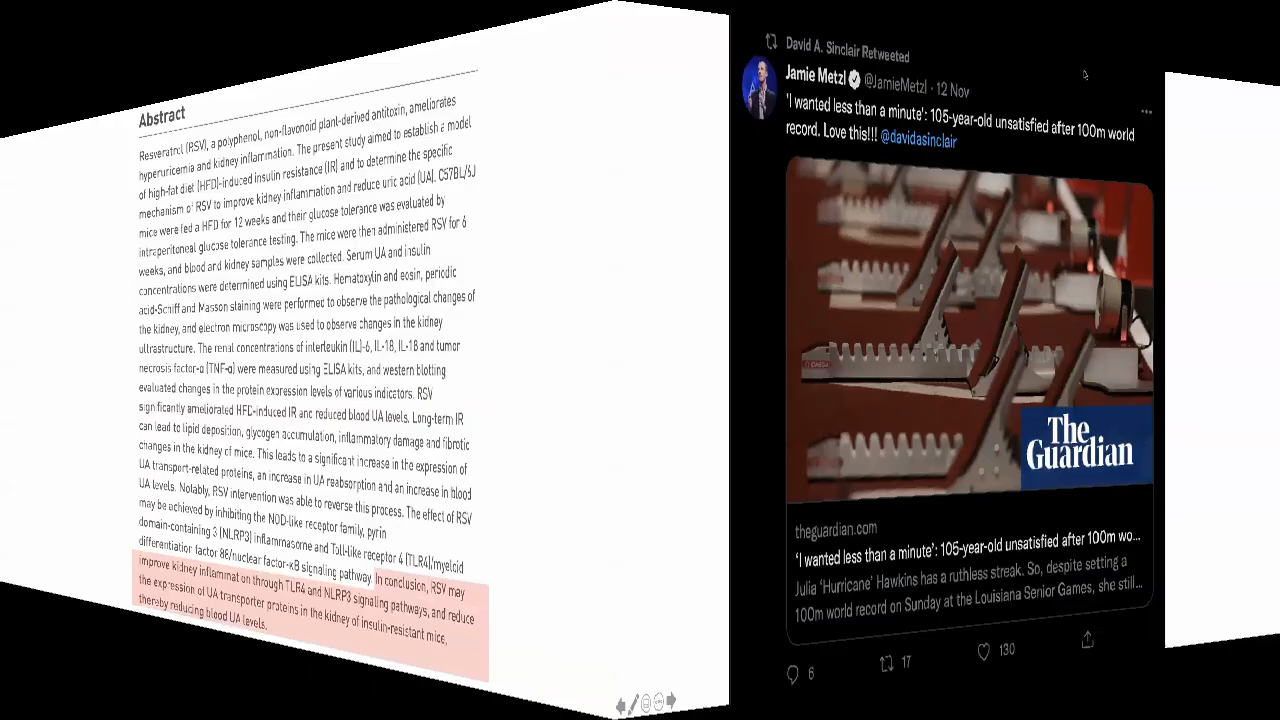 Abstract
Resveratrol (RSV), a polyphenol, non-flavonoid plant-derived antitoxin, ameliorates
hyperuricemia and kidney inflammation. The present study aimed to establish a model
of high-fat diet (HFD)-induced insulin resistance (IR) and to determine the specific
mechanism of RSV to improve kidney inflammation and reduce uric acid (UA). C57BL/6J
mice were fed a HFD for 12 weeks and their glucose tolerance was evaluated by
intraperitoneal glucose tolerance testing. The mice were then administered RSV for 6
weeks, and blood and kidney samples were collected. Serum UA and insulin
concentrations were determined using ELISA kits. Hematoxylin and eosin, periodic
acid-Schiff and Masson staining were performed to observe the pathological changes of
the kidney, and electron microscopy was used to observe changes in the kidney
ultrastructure. The renal concentrations of interleukin (IL)-6, IL-18, IL-1β and tumor
necrosis factor-α (TNF-α) were measured using ELISA kits, and western blotting
evaluated changes in the protein expression levels of various indicators. RSV
significantly ameliorated HFD-induced IR and reduced blood UA levels. Long-term IR
can lead to lipid deposition, glycogen accumulation, inflammatory damage and fibrotic
changes in the kidney of mice. This leads to a significant increase in the expression of
UA transport-related proteins, an increase in UA reabsorption and an increase in blood
UA levels. Notably, RSV intervention was able to reverse this process. The effect of RSV
may be achieved by inhibiting the NOD-like receptor family, pyrin
domain-containing 3 (NLRP3) inflammasome and Toll-like receptor 4 (TLR4)/myeloid
differentiation factor 88/nuclear factor-κB signaling pathway. In conclusion, RSV may
improve kidney inflammation through TLR4 and NLRP3 signaling pathways, and reduce
the expression of UA transporter proteins in the kidney of insulin-resistant mice,
thereby reducing blood UA levels.
David A. Sinclair Retweeted
Jamie Metzl @JamieMetzl · 12 Nov
'I wanted less than a minute': 105-year-old unsatisfied after 100m world
record. Love this!!! @davidasinclair
The
Guardian
theguardian.com
'I wanted less than a minute': 105-year-old unsatisfied after 100m wo...
Julia 'Hurricane' Hawkins has a ruthless streak. So, despite setting a
100m world record on Sunday at the Louisiana Senior Games, she still...
6 17 130